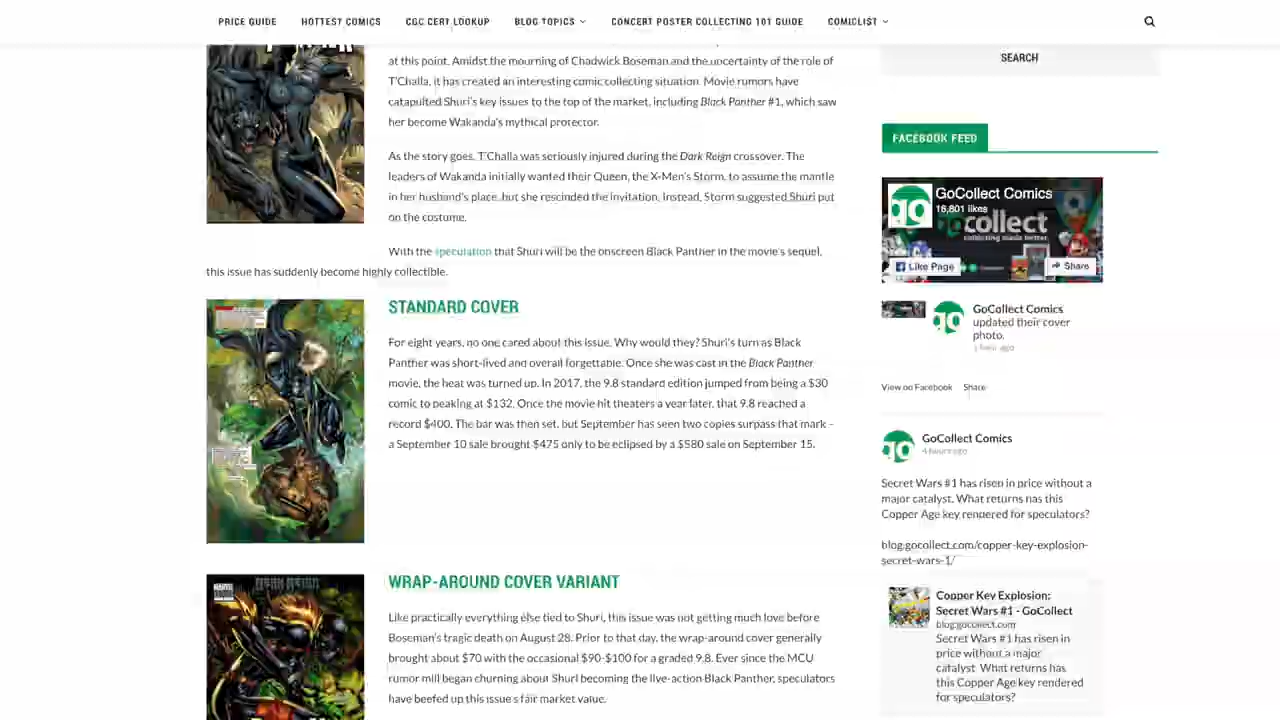 PRICE GUIDE HOTTEST COMICS CGC CERT LOOKUP BLOG TOPICS CONCERT POSTER COLLECTING 101 GUIDE COMICLIST
at this point. Amidst the mourning of Chadwick Boseman and the uncertainty of the role of
T'Challa, it has created an interesting comic collecting situation. Movie rumors have
catapulted Shuri's key issues to the top of the market, including Black Panther #1, which saw
her become Wakanda's mythical protector.
As the story goes, T'Challa was seriously injured during the Dark Reign crossover. The
leaders of Wakanda initially wanted their Queen, the X-Men's Storm, to assume the mantle
in her husband's place, but she rescinded the invitation. Instead, Storm suggested Shuri put
on the costume.
With the speculation that Shuri will be the onscreen Black Panther in the movie's sequel,
this issue has suddenly become highly collectible.
STANDARD COVER
For eight years, no one cared about this issue. Why would they? Shuri's turn as Black
Panther was short-lived and overall forgettable. Once she was cast in the Black Panther
movie, the heat was turned up. In 2017, the 9.8 standard edition jumped from being a $30
comic to peaking at $132. Once the movie hit theaters a year later, that 9.8 reached a
record $400. The bar was then set, but September has seen two copies surpass that mark –
a September 10 sale brought $475 only to be eclipsed by a $580 sale on September 15.
WRAP-AROUND COVER VARIANT
Like practically everything else tied to Shuri, this issue was not getting much love before
Boseman's tragic death on August 28. Prior to that day, the wrap-around cover generally
brought about $70 with the occasional $90-$100 for a graded 9.8. Ever since the MCU
rumor mill began churning about Shuri becoming the live-action Black Panther, speculators
have beefed up this issue's fair market value.
SEARCH
FACEBOOK FEED
GoCollect Comics
16,801 likes
collect
Like Page
Share
GoCollect Comics
updated their cover
photo.
1 hour ago
View on Facebook Share
GoCollect Comics
4 hours ago
Secret Wars #1 has risen in price without a
major catalyst. What returns has this
Copper Age key rendered for speculators?
blog.gocollect.com/copper-key-explosion-
secret-wars-1/
Copper Key Explosion:
Secret Wars #1 - GoCollect
blog.gocollect.com
Secret Wars #1 has risen in
price without a major
catalyst. What returns has
this Copper Age key rendered
for speculators?